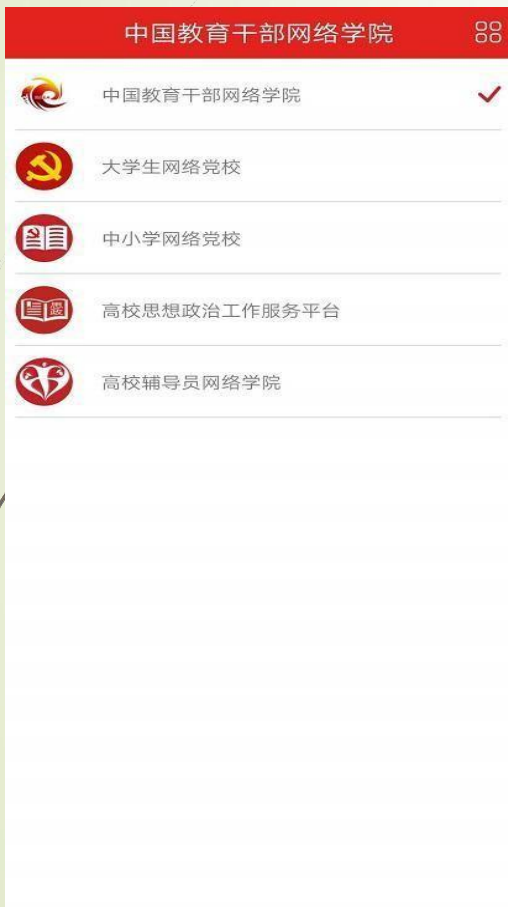 中国教育干部网络学院
中国教育干部网络学院
大学生网络党校
中小学网络党校
高校思想政治工作服务平台
高校辅导员网络学院